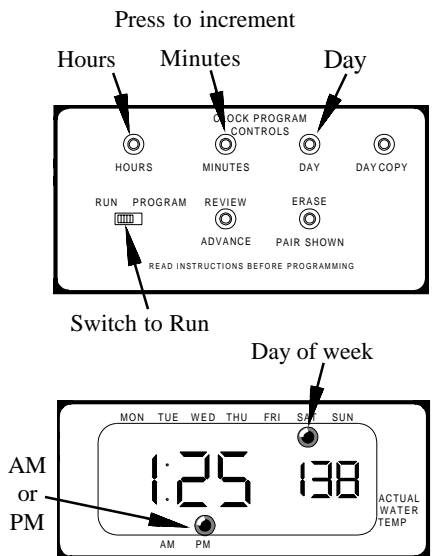 Press to increment
Hours Minutes Day
CLOCK PROGRAM
CONTROLS
HOURS MINUTES DAY DAY COPY
RUN PROGRAM REVIEW ERASE
ADVANCE PAIR SHOWN
READ INSTRUCTIONS BEFORE PROGRAMMING
Switch to Run
Day of week
MON TUE WED THU FRI SAT SUN
1:25 138
AM
or
PM
ACTUAL
WATER
TEMP
AM PM